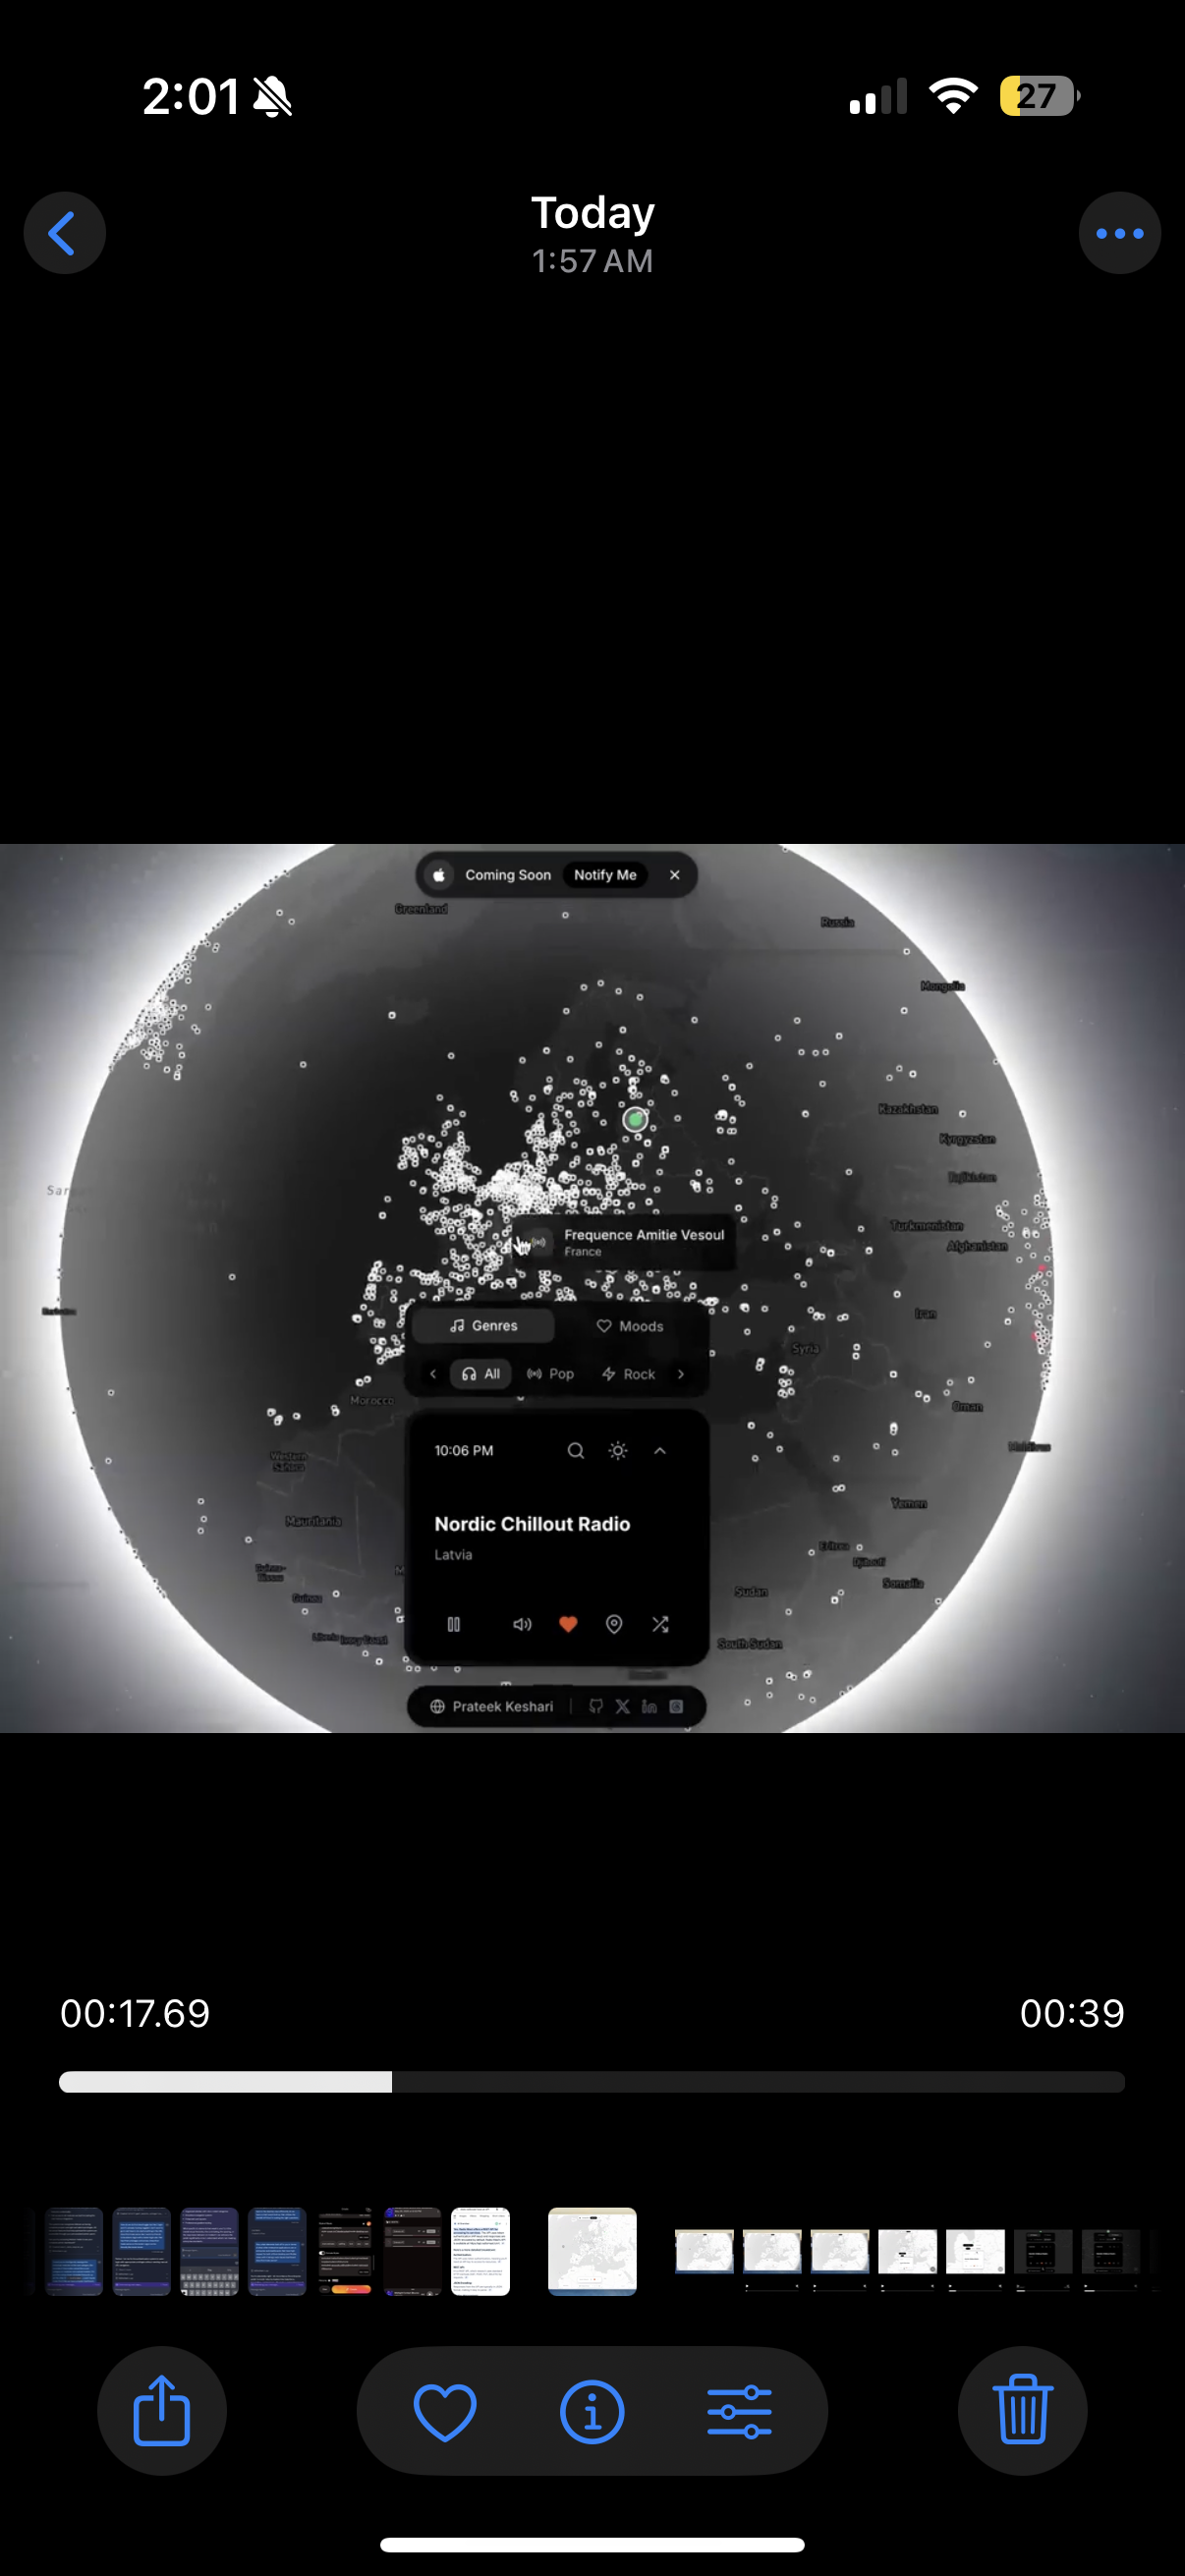 2:01
27
Today
1:57 AM
Coming Soon
Notify Me
Greenland
Russia
Mongolia
Kazakhstan
Kyrgyzstan
Tajikistan
Turkmenistan
Afghanistan
Frequence Amitie Vesoul
France
Iran
Genres
Moods
Syria
All
Pop
Rock
Morocco
Oman
Maldives
10:06 PM
Western
Sahara
Yemen
Mauritania
Nordic Chillout Radio
Latvia
Eritrea
Djibouti
Guinea-
Bissau
Somalia
Sudan
Guinea
Liberia
Ivory Coast
South Sudan
Prateek Keshari
00:17.69
00:39